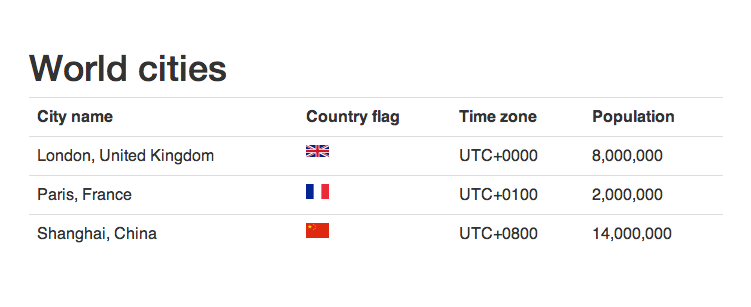 World cities
City name Country flag Time zone Population
London, United Kingdom UTC+0000 8,000,000
Paris, France UTC+0100 2,000,000
Shanghai, China UTC+0800 14,000,000